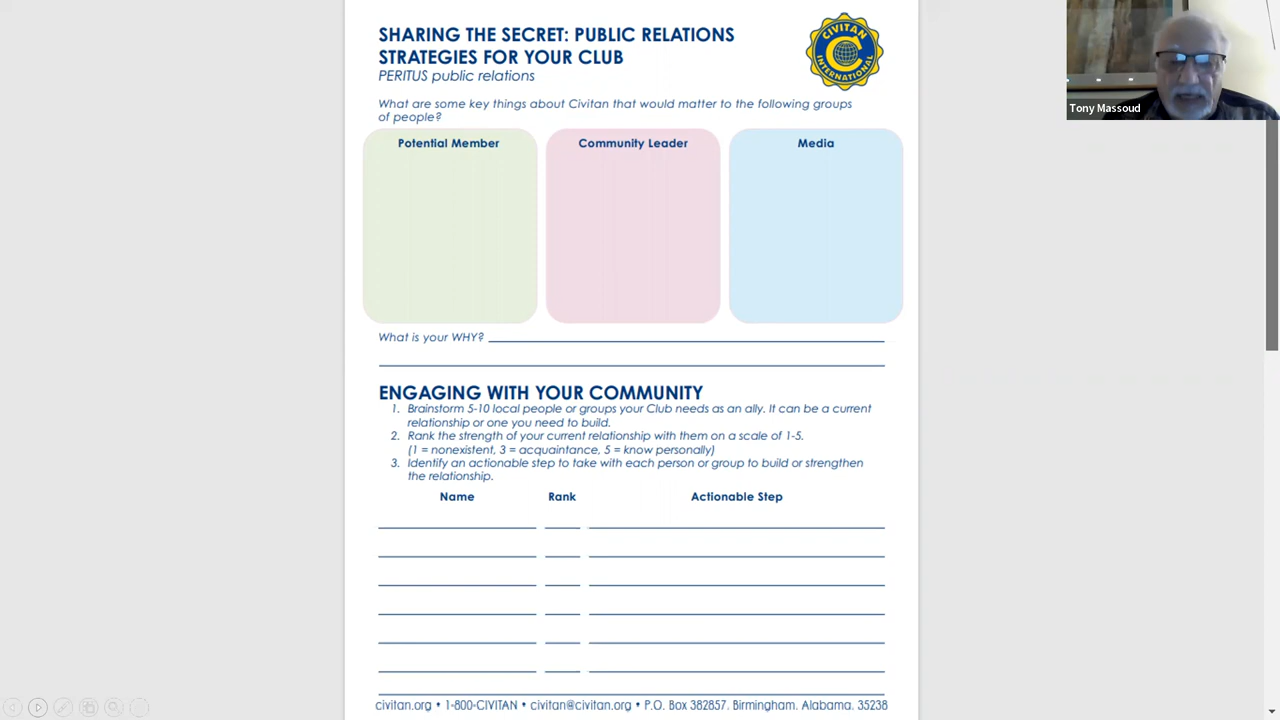 SHARING THE SECRET: PUBLIC RELATIONS
STRATEGIES FOR YOUR CLUB
PERITUS public relations
CIVITAN
C
INTERNATIONAL
Tony Massoud
What are some key things about Civitan that would matter to the following groups
of people?
Potential Member
Community Leader
Media
What is your WHY?
ENGAGING WITH YOUR COMMUNITY
1. Brainstorm 5-10 local people or groups your Club needs as an ally. It can be a current
relationship or one you need to build.
2. Rank the strength of your current relationship with them on a scale of 1-5.
(1 = nonexistent, 3 = acquaintance, 5 = know personally)
3. Identify an actionable step to take with each person or group to build or strengthen
the relationship.
Name
Rank
Actionable Step
civitan.org • 1-800-CIVITAN • civitan@civitan.org • P.O. Box 382857, Birmingham, Alabama, 35238